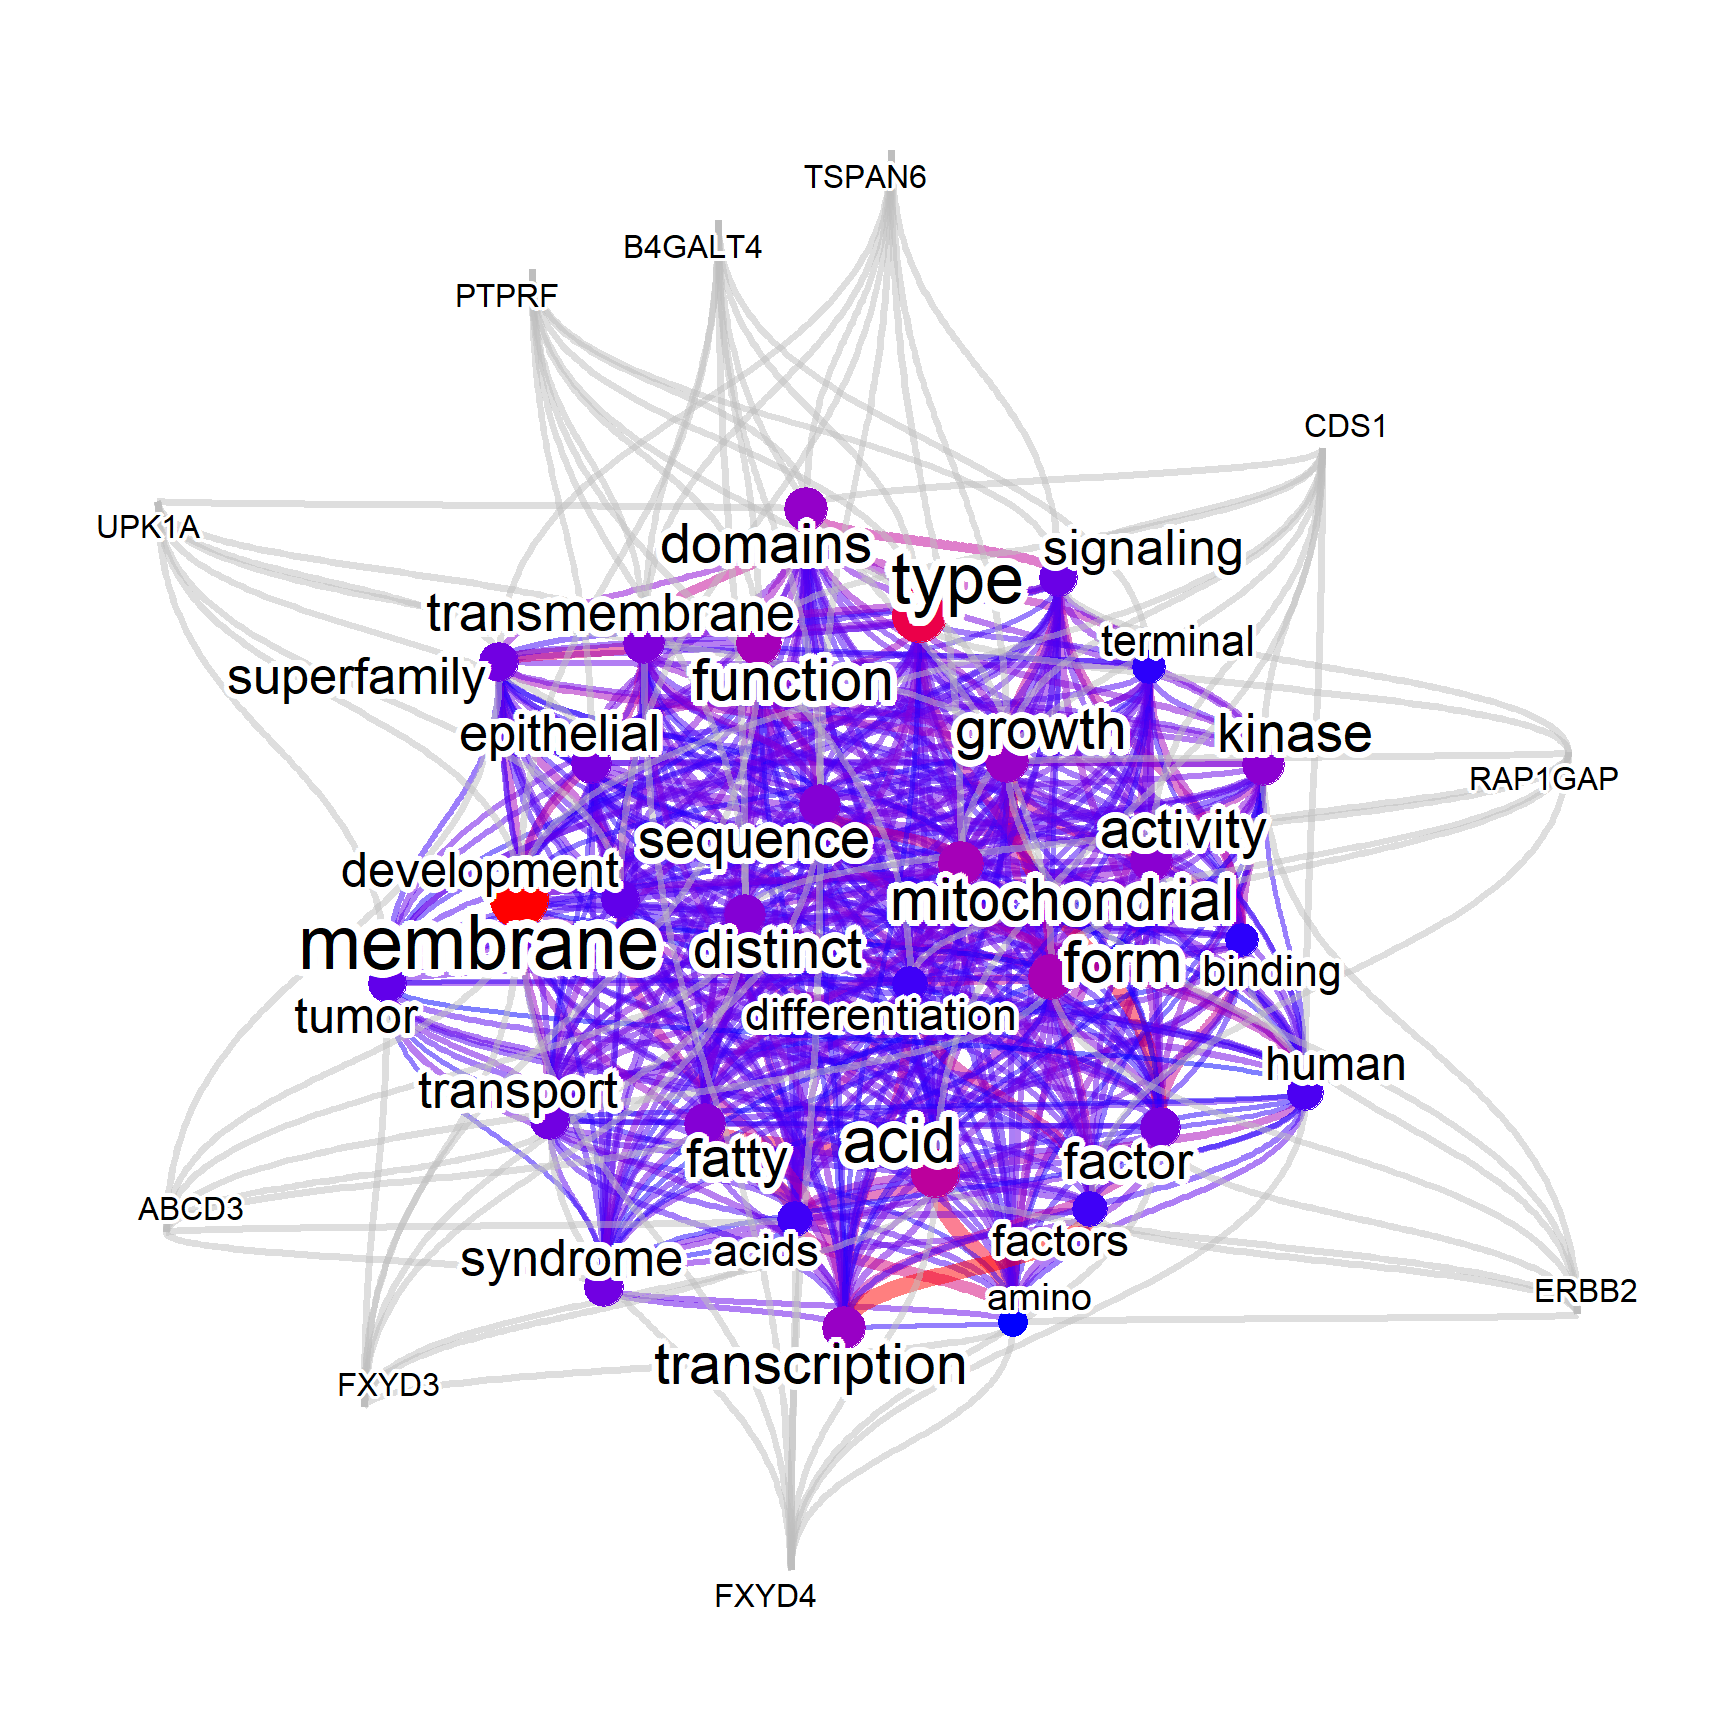 TSPAN6
B4GALT4
PTPRF
CDS1
UPK1A
domains
signaling
type
transmembrane
terminal
superfamily
function
epithelial
growth
kinase
RAP1GAP
sequence
activity
development
mitochondrial
membrane
distinct
form
binding
tumor
differentiation
transport
human
fatty
acid
factor
ABCD3
syndrome
acids
factors
amino
ERBB2
transcription
FXYD3
FXYD4